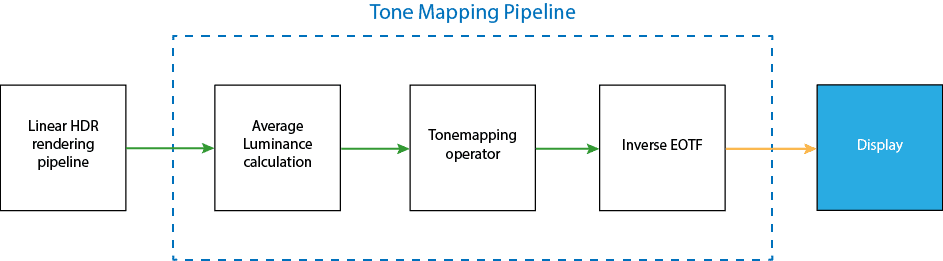 Tone Mapping Pipeline
Linear HDR
rendering
pipeline
Average
Luminance
calculation
Tonemapping
operator
Inverse EOTF
Display